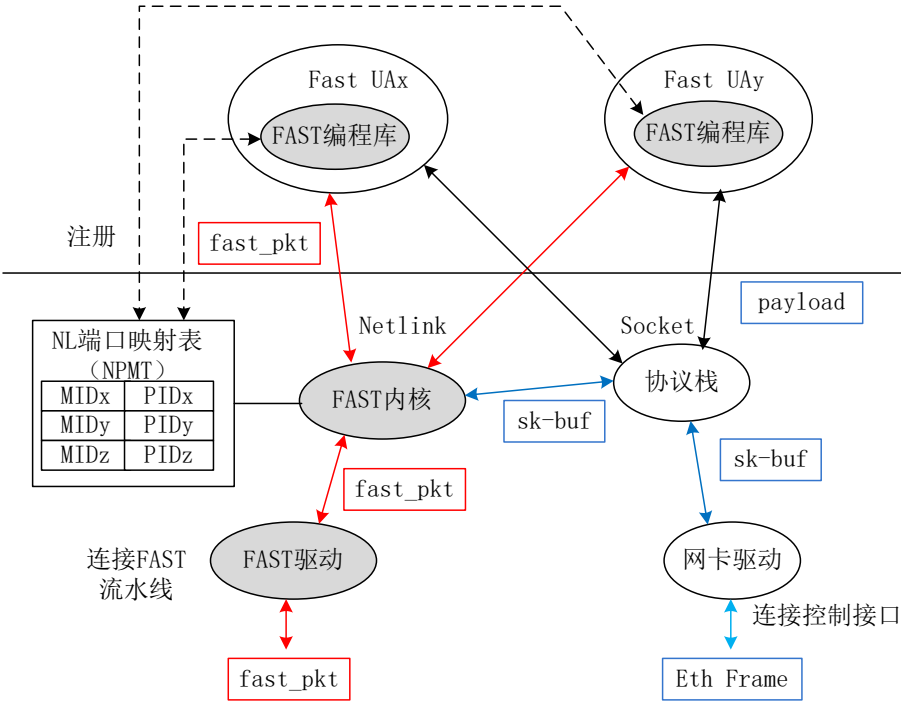 Fast UAx
Fast UAy
FAST编程库
FAST编程库
注册
fast_pkt
payload
Netlink
Socket
NL端口映射表
（NPMT）
MIDx PIDx
MIDy PIDy
MIDz PIDz
FAST内核
协议栈
sk-buf
sk-buf
fast_pkt
连接FAST
流水线
FAST驱动
网卡驱动
连接控制接口
fast_pkt
Eth Frame